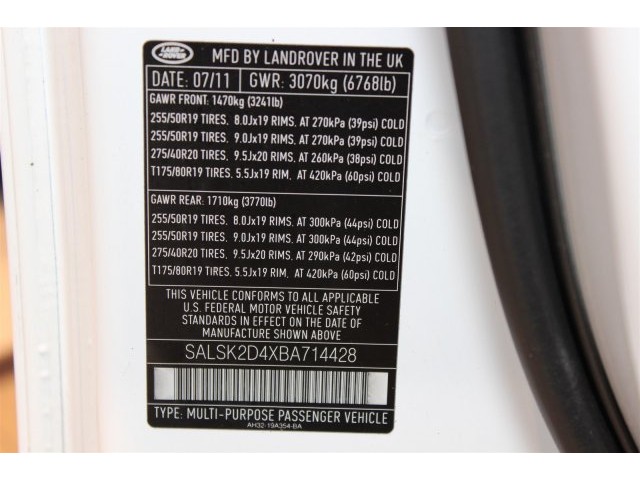 LAND
ROVER
MFD BY LANDROVER IN THE UK
DATE: 07/11 GWR: 3070kg (6768lb)
GAWR FRONT: 1470kg (3241lb)
255/50R19 TIRES, 8.0Jx19 RIMS. AT 270kPa (39psi) COLD
255/50R19 TIRES, 9.0Jx19 RIMS. AT 270kPa (39psi) COLD
275/40R20 TIRES, 9.5Jx20 RIMS. AT 260kPa (38psi) COLD
T175/80R19 TIRES. 5.5Jx19 RIM, AT 420kPa (60psi) COLD
GAWR REAR: 1710kg (3770lb)
255/50R19 TIRES, 8.0Jx19 RIMS. AT 300kPa (44psi) COLD
255/50R19 TIRES, 9.0Jx19 RIMS. AT 300kPa (44psi) COLD
275/40R20 TIRES, 9.5Jx20 RIMS. AT 290kPa (42psi) COLD
T175/80R19 TIRES, 5.5Jx19 RIM, AT 420kPa (60psi) COLD
THIS VEHICLE CONFORMS TO ALL APPLICABLE
U.S. FEDERAL MOTOR VEHICLE SAFETY
STANDARDS IN EFFECT ON THE DATE OF
MANUFACTURE SHOWN ABOVE
SALSK2D4XBA714428
TYPE: MULTI-PURPOSE PASSENGER VEHICLE
AH32-19A354-BA